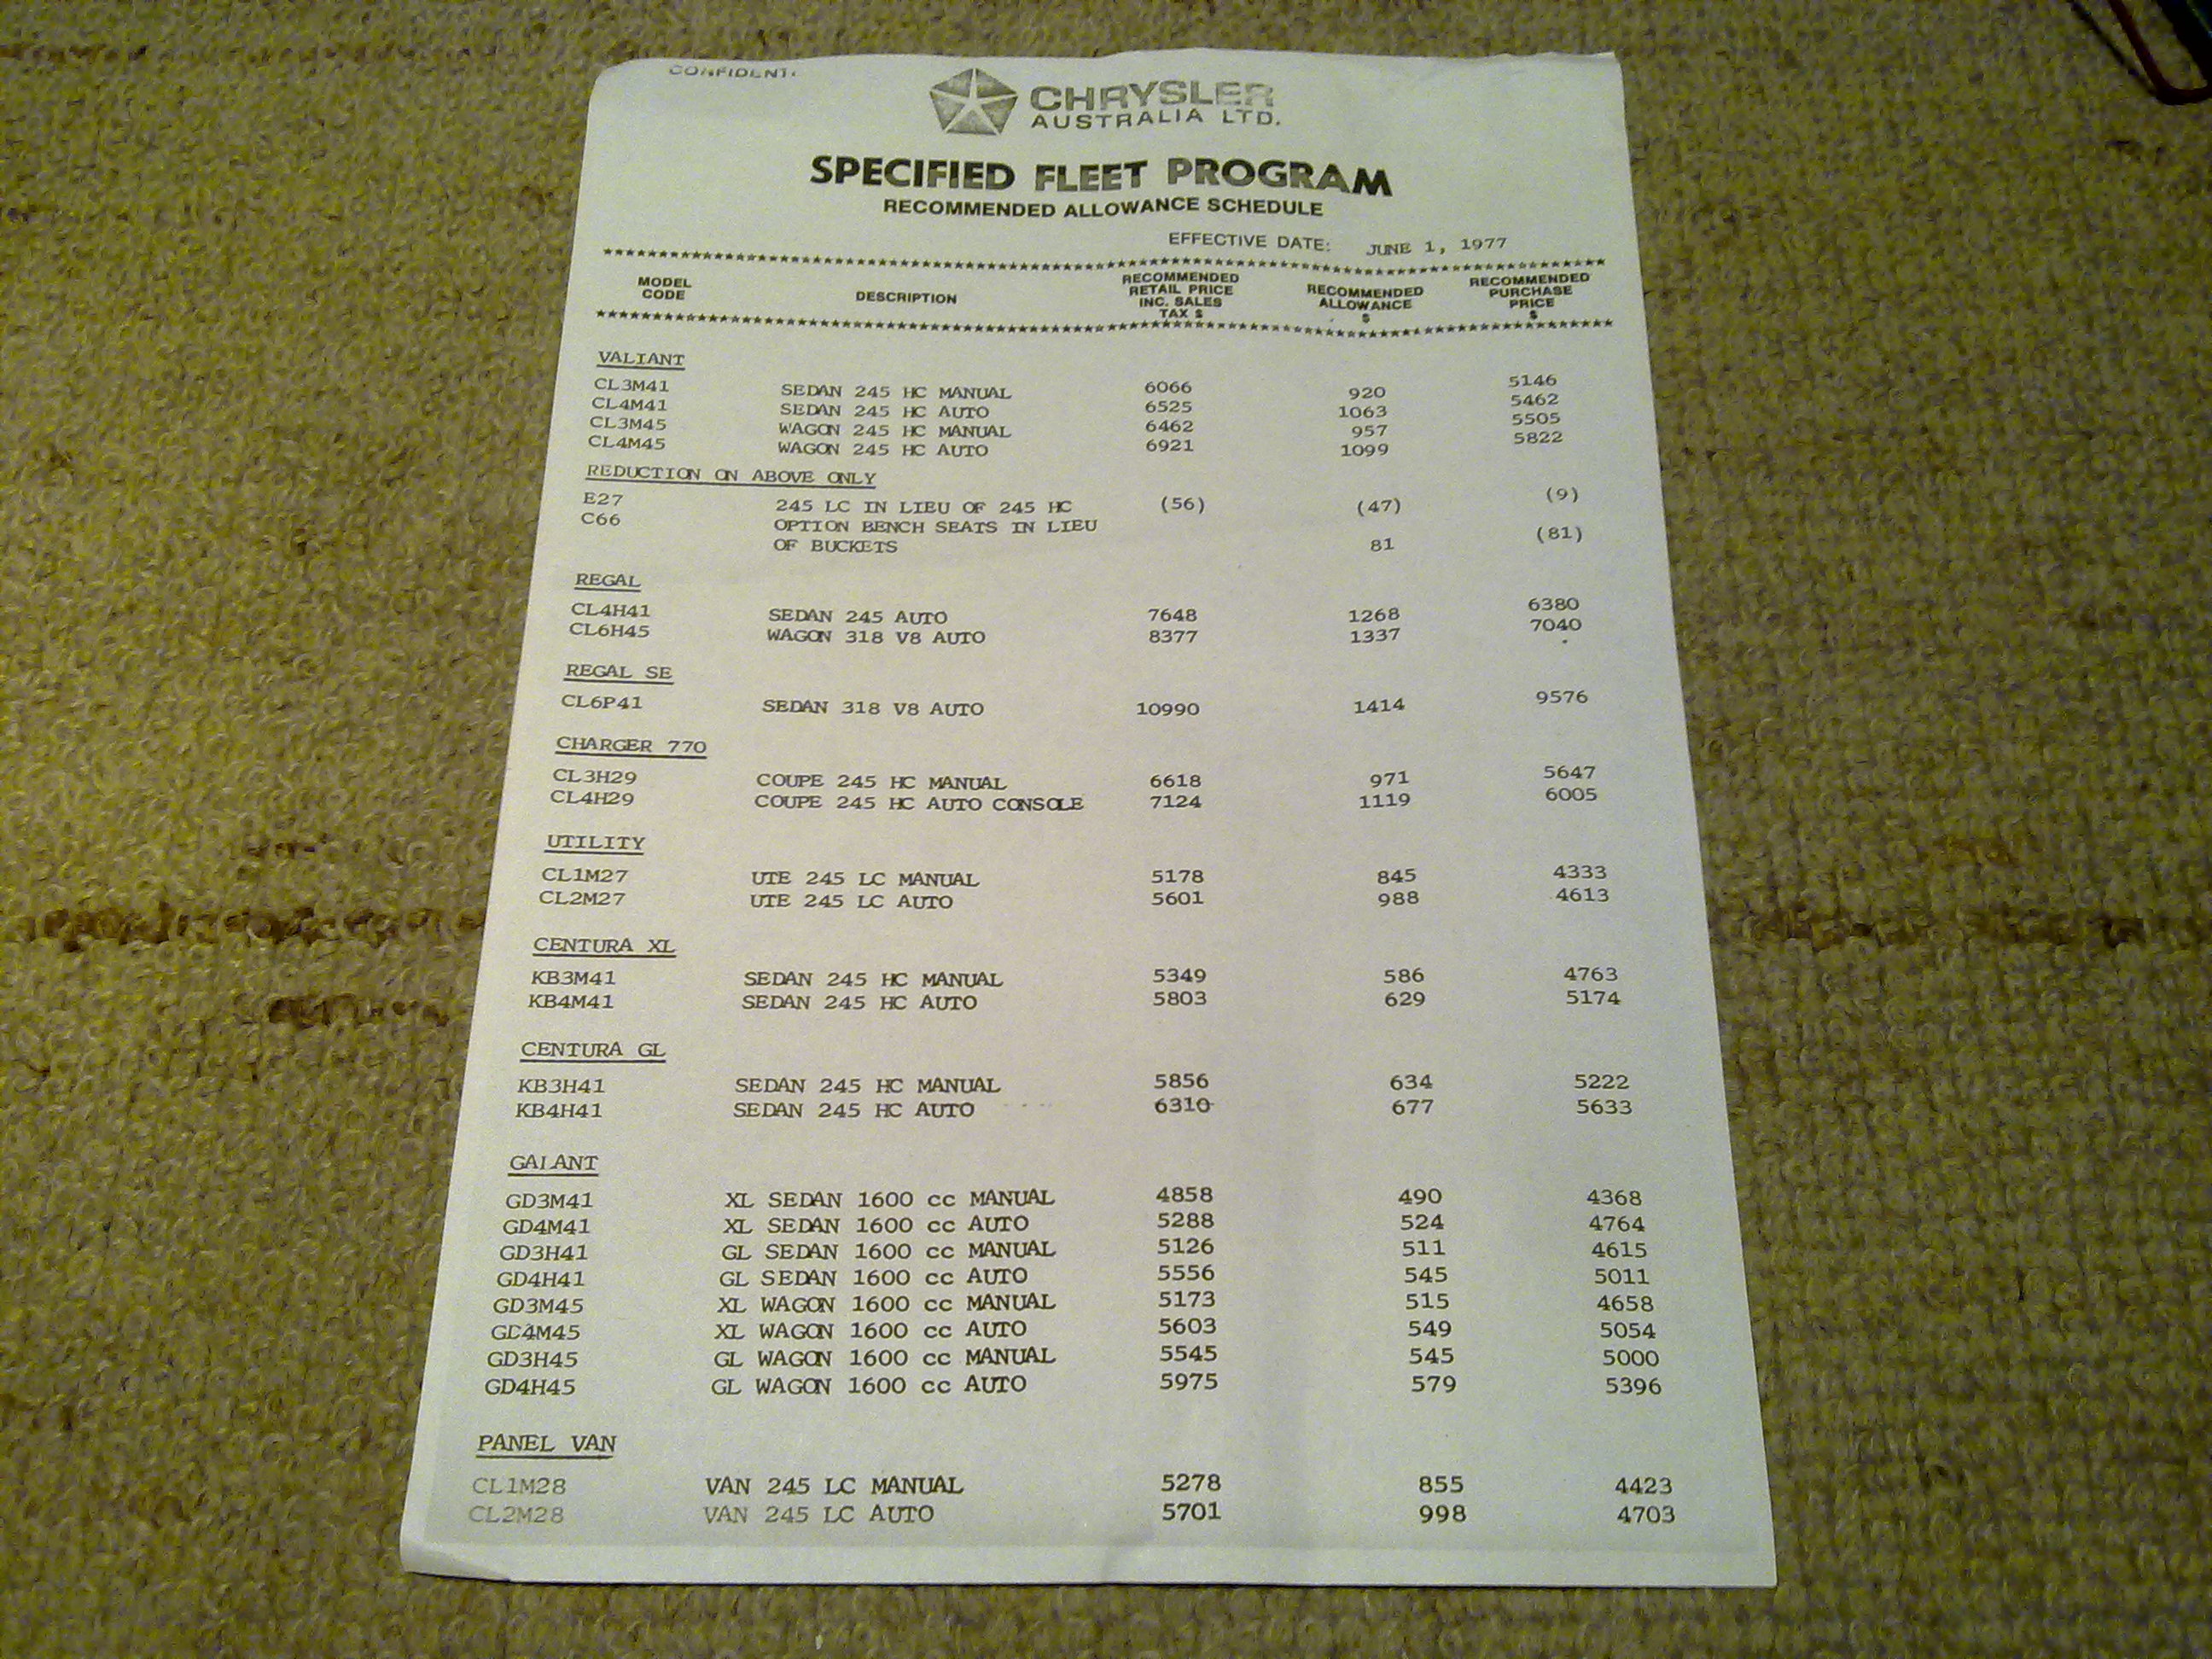 CHRYSLER
AUSTRALIA LTD.
SPECIFIED FLEET PROGRAM
RECOMMENDED ALLOWANCE SCHEDULE
EFFECTIVE DATE: JUNE 1, 1977
MODEL CODE DESCRIPTION RECOMMENDED RETAIL PRICE INC. SALES TAX $ RECOMMENDED ALLOWANCE $ RECOMMENDED PURCHASE PRICE $
VALIANT
CL3M41 SEDAN 245 HC MANUAL 6066 920 5146
CL4M41 SEDAN 245 HC AUTO 6525 1063 5462
CL3M45 WAGON 245 HC MANUAL 6462 957 5505
CL4M45 WAGON 245 HC AUTO 6921 1099 5822
REDUCTION ON ABOVE ONLY
E27 245 LC IN LIEU OF 245 HC (56) (47) (9)
C66 OPTION BENCH SEATS IN LIEU
OF BUCKETS 81 (81)
REGAL
CL4H41 SEDAN 245 AUTO 7648 1268 6380
CL6H45 WAGON 318 V8 AUTO 8377 1337 7040
REGAL SE
CL6P41 SEDAN 318 V8 AUTO 10990 1414 9576
CHARGER 770
CL3H29 COUPE 245 HC MANUAL 6618 971 5647
CL4H29 COUPE 245 HC AUTO CONSOLE 7124 1119 6005
UTILITY
CL1M27 UTE 245 LC MANUAL 5178 845 4333
CL2M27 UTE 245 LC AUTO 5601 988 4613
CENTURA XL
KB3M41 SEDAN 245 HC MANUAL 5349 586 4763
KB4M41 SEDAN 245 HC AUTO 5803 629 5174
CENTURA GL
KB3H41 SEDAN 245 HC MANUAL 5856 634 5222
KB4H41 SEDAN 245 HC AUTO 6310 677 5633
GALANT
GD3M41 XL SEDAN 1600 cc MANUAL 4858 490 4368
GD4M41 XL SEDAN 1600 cc AUTO 5288 524 4764
GD3H41 GL SEDAN 1600 cc MANUAL 5126 511 4615
GD4H41 GL SEDAN 1600 cc AUTO 5556 545 5011
GD3M45 XL WAGON 1600 cc MANUAL 5173 515 4658
GD4M45 XL WAGON 1600 cc AUTO 5603 549 5054
GD3H45 GL WAGON 1600 cc MANUAL 5545 545 5000
GD4H45 GL WAGON 1600 cc AUTO 5975 579 5396
PANEL VAN
CL1M28 VAN 245 LC MANUAL 5278 855 4423
CL2M28 VAN 245 LC AUTO 5701 998 4703